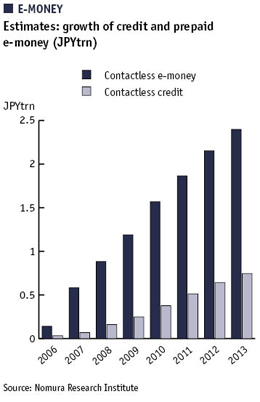 E-MONEY
Estimates: growth of credit and prepaid
e-money (JPYtrn)
Contactless e-money
Contactless credit
JPYtrn
2.5
2
1.5
1
0.5
0
2006 2007 2008 2009 2010 2011 2012 2013
Source: Nomura Research Institute